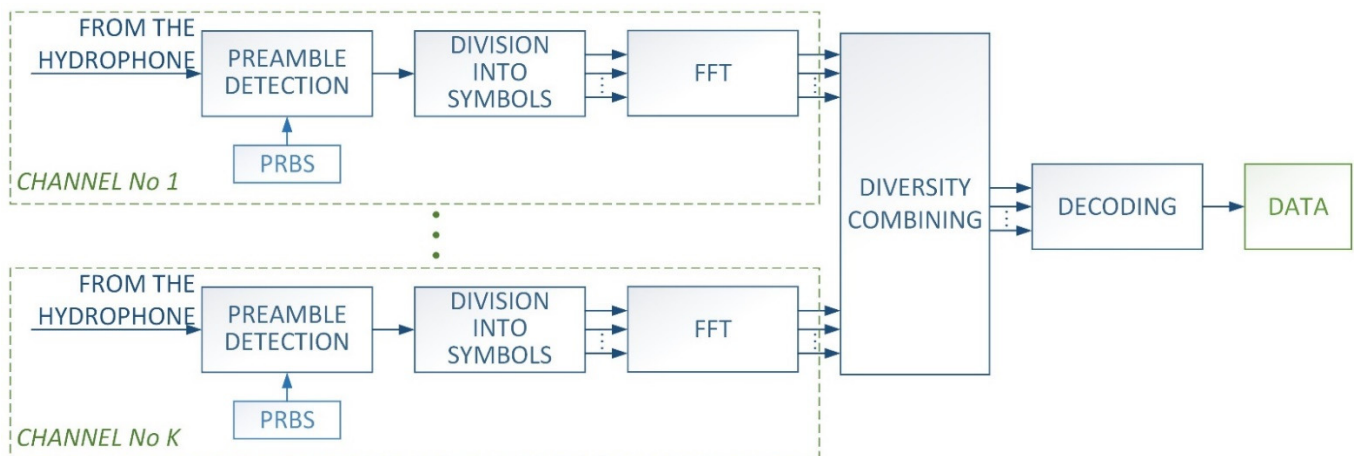 FROM THE
HYDROPHONE
PREAMBLE
DETECTION
PRBS
DIVISION
INTO
SYMBOLS
FFT
CHANNEL No 1
FROM THE
HYDROPHONE
PREAMBLE
DETECTION
PRBS
DIVISION
INTO
SYMBOLS
FFT
CHANNEL No K
DIVERSITY
COMBINING
DECODING
DATA